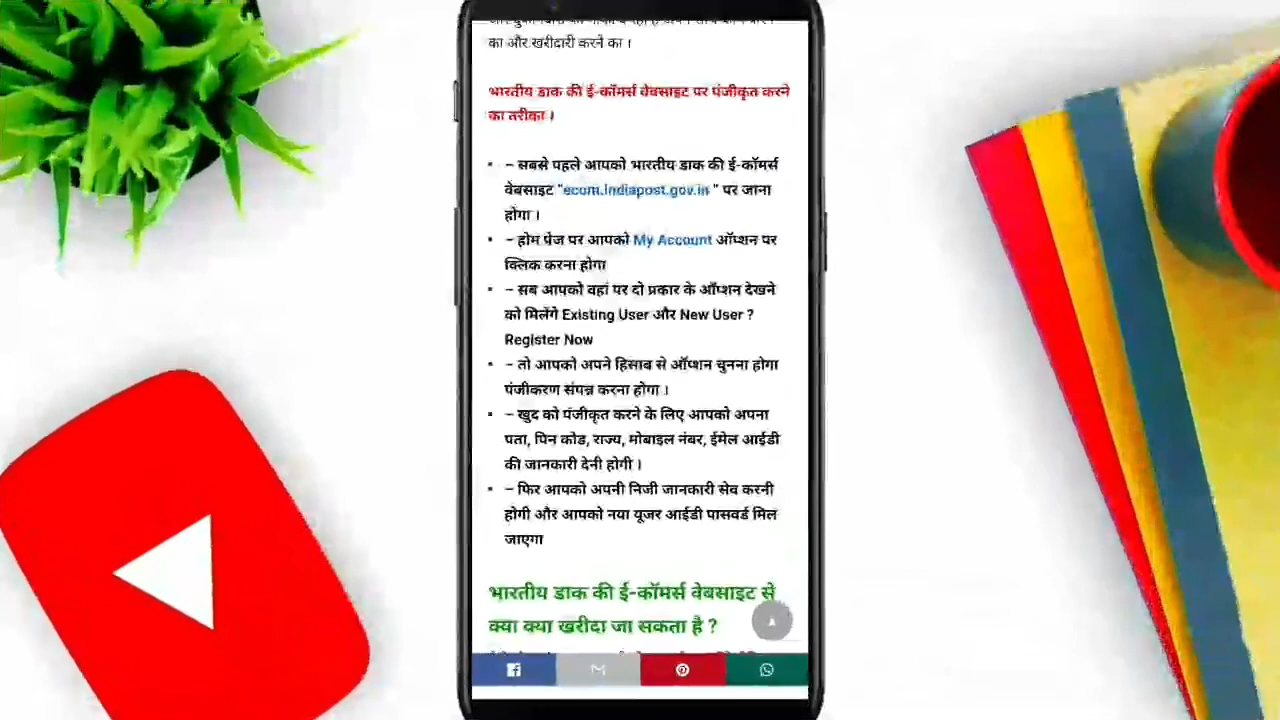 का और खरीदारी करने का ।
भारतीय डाक की ई-कॉमर्स वेबसाइट पर पंजीकृत करने
का तरीका ।
– सबसे पहले आपको भारतीय डाक की ई-कॉमर्स
वेबसाइट "ecom.indiapost.gov.in " पर जाना
होगा ।
– होम पेज पर आपको My Account ऑप्शन पर
क्लिक करना होगा
– सब आपको वहां पर दो प्रकार के ऑप्शन देखने
को मिलेंगे Existing User और New User ?
Register Now
– तो आपको अपने हिसाब से ऑप्शन चुनना होगा
पंजीकरण संपन्न करना होगा ।
– खुद को पंजीकृत करने के लिए आपको अपना
पता, पिन कोड, राज्य, मोबाइल नंबर, ईमेल आईडी
की जानकारी देनी होगी ।
– फिर आपको अपनी निजी जानकारी सेव करनी
होगी और आपको नया यूजर आईडी पासवर्ड मिल
जाएगा
भारतीय डाक की ई-कॉमर्स वेबसाइट से
क्या क्या खरीदा जा सकता है ?